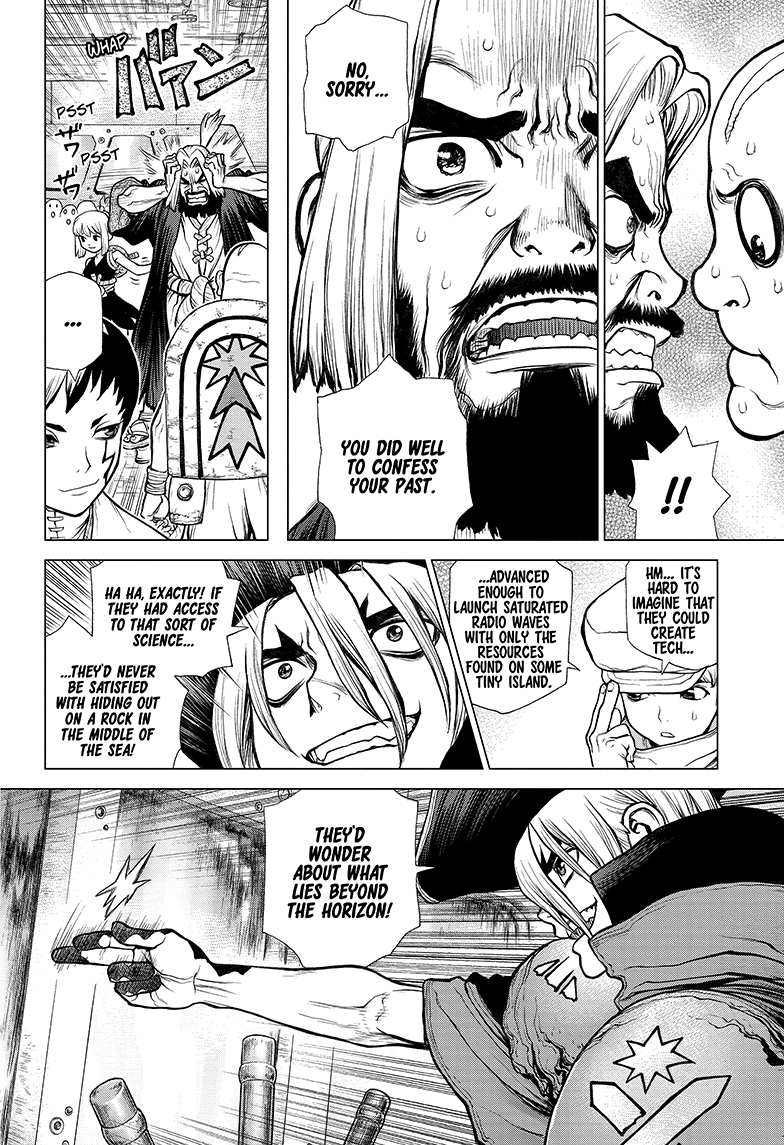 !!
NO,
SORRY...
YOU DID WELL
TO CONFESS
YOUR PAST.
WHAP
バァン
PSST
ザワ
PSST
ザワ
...
HM... IT'S
HARD TO
IMAGINE THAT
THEY COULD
CREATE
TECH...
...ADVANCED
ENOUGH TO
LAUNCH SATURATED
RADIO WAVES
WITH ONLY THE
RESOURCES
FOUND ON SOME
TINY ISLAND.
HA HA, EXACTLY! IF
THEY HAD ACCESS
TO THAT SORT OF
SCIENCE...
...THEY'D NEVER
BE SATISFIED
WITH HIDING OUT
ON A ROCK IN
THE MIDDLE OF
THE SEA!
THEY'D
WONDER
ABOUT WHAT
LIES BEYOND
THE HORIZON!